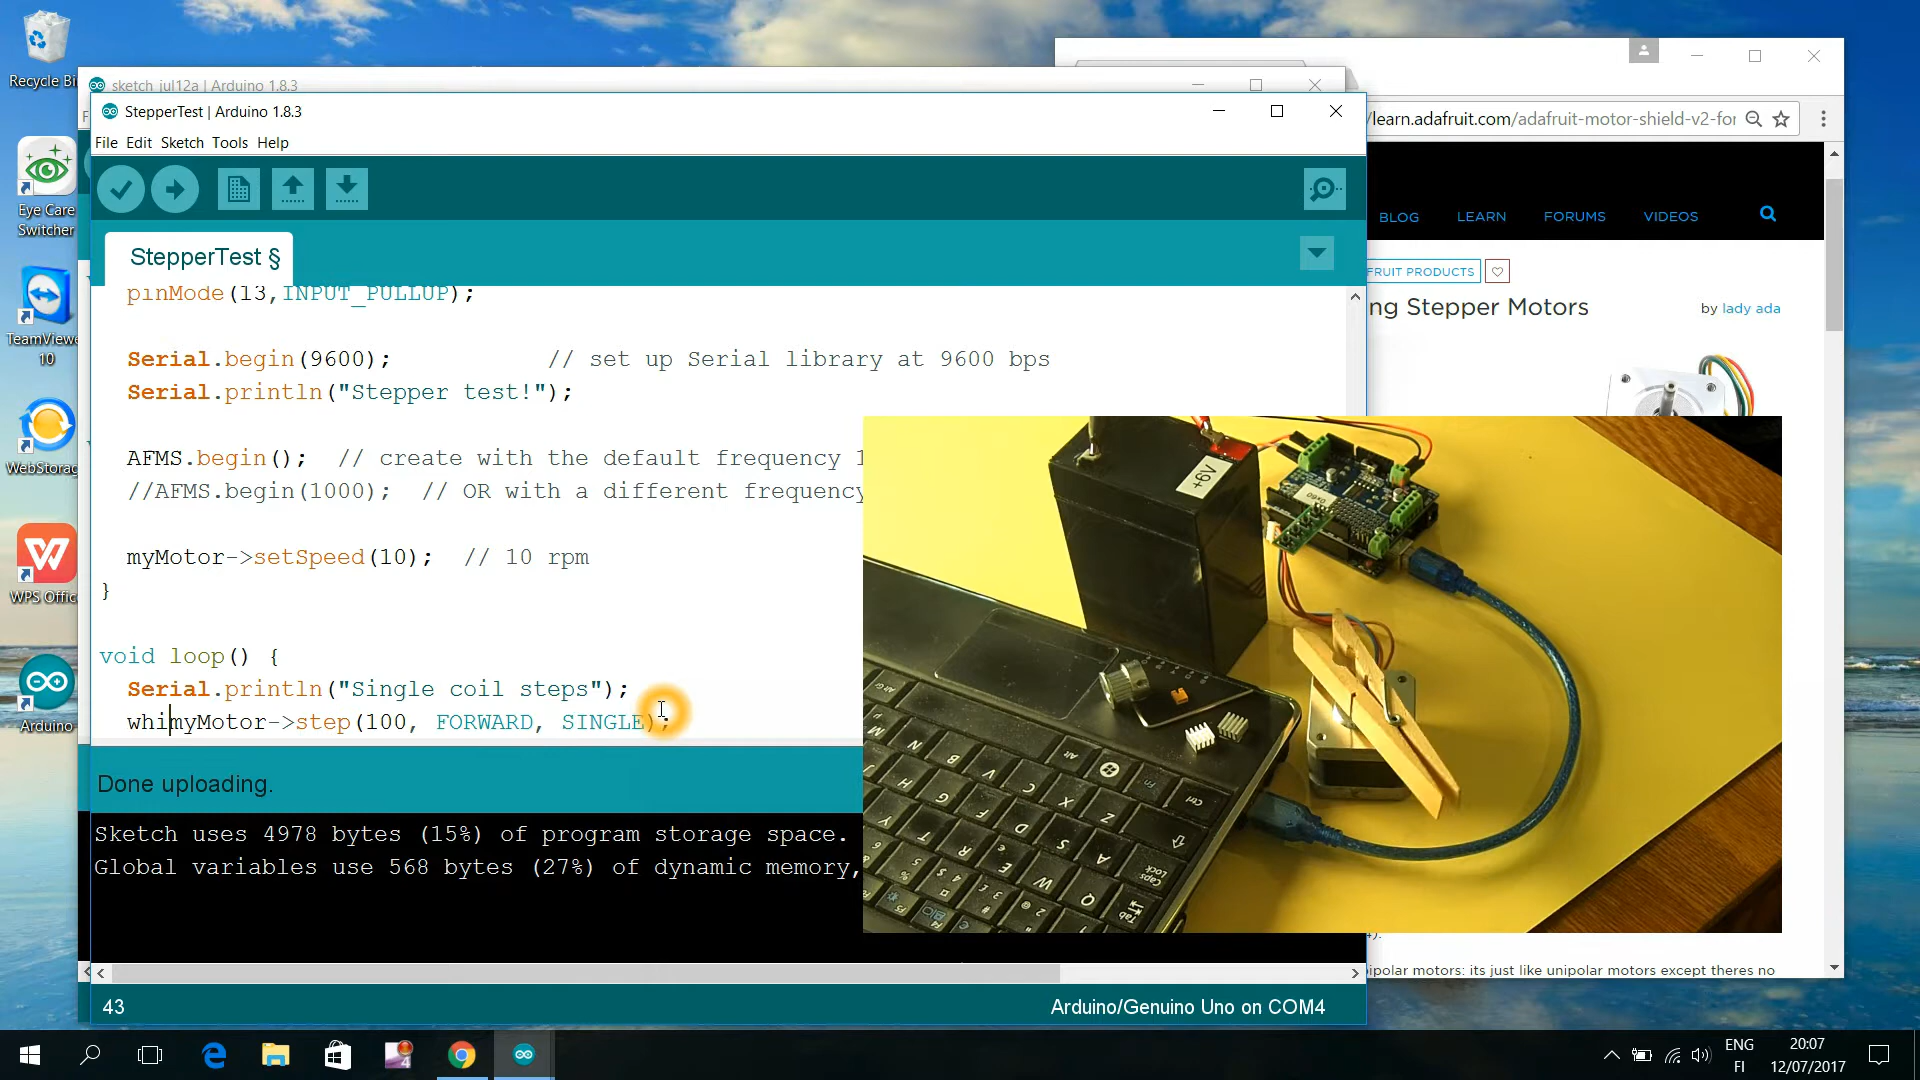 Recycle Bi
Eye Care
Switcher
TeamViewe
10
WebStorag
WPS Offic
Arduino
sketch_jul12a | Arduino 1.8.3
StepperTest | Arduino 1.8.3
File Edit Sketch Tools Help
StepperTest §
pinMode(13,INPUT_PULLUP);
Serial.begin(9600); // set up Serial library at 9600 bps
Serial.println("Stepper test!");
AFMS.begin(); // create with the default frequency 1
//AFMS.begin(1000); // OR with a different frequency
myMotor->setSpeed(10); // 10 rpm
}
void loop() {
Serial.println("Single coil steps");
whimyMotor->step(100, FORWARD, SINGLE);
Done uploading.
Sketch uses 4978 bytes (15%) of program storage space.
Global variables use 568 bytes (27%) of dynamic memory,
43
Arduino/Genuino Uno on COM4
/learn.adafruit.com/adafruit-motor-shield-v2-for
BLOG LEARN FORUMS VIDEOS
FRUIT PRODUCTS
ng Stepper Motors
by lady ada
+6V
0x60
Alt
Fn
Ctrl
Caps
Lock
Tab
ipolar motors: its just like unipolar motors except theres no
ENG
FI
20:07
12/07/2017